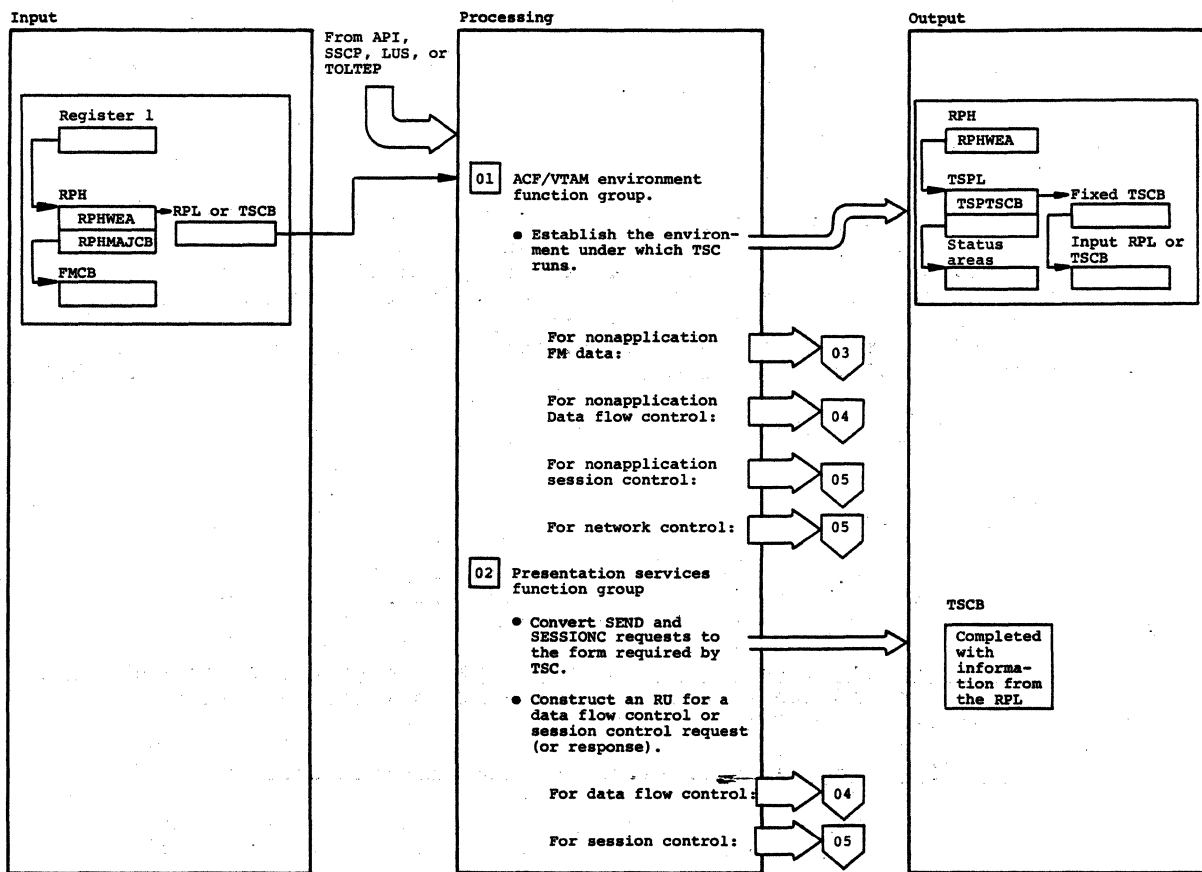 Input
Processing
Output
From API,
SSCP, LUS, or
TOLTEP
Register 1
RPH
RPHWEA
RPHMAJCB
RPL or TSCB
FMCB
01 ACF/VTAM environment
function group.
● Establish the environ-
ment under which TSC
runs.
RPH
RPHWEA
TSPL
TSPTSCB
Fixed TSCB
Status
areas
Input RPL or
TSCB
For nonapplication
FM data:
03
For nonapplication
Data flow control:
04
For nonapplication
session control:
05
For network control:
05
02 Presentation services
function group
● Convert SEND and
SESSIONC requests to
the form required by
TSC.
● Construct an RU for a
data flow control or
session control request
(or response).
TSCB
Completed
with
informa-
tion from
the RPL
For data flow control:
04
For session control:
05